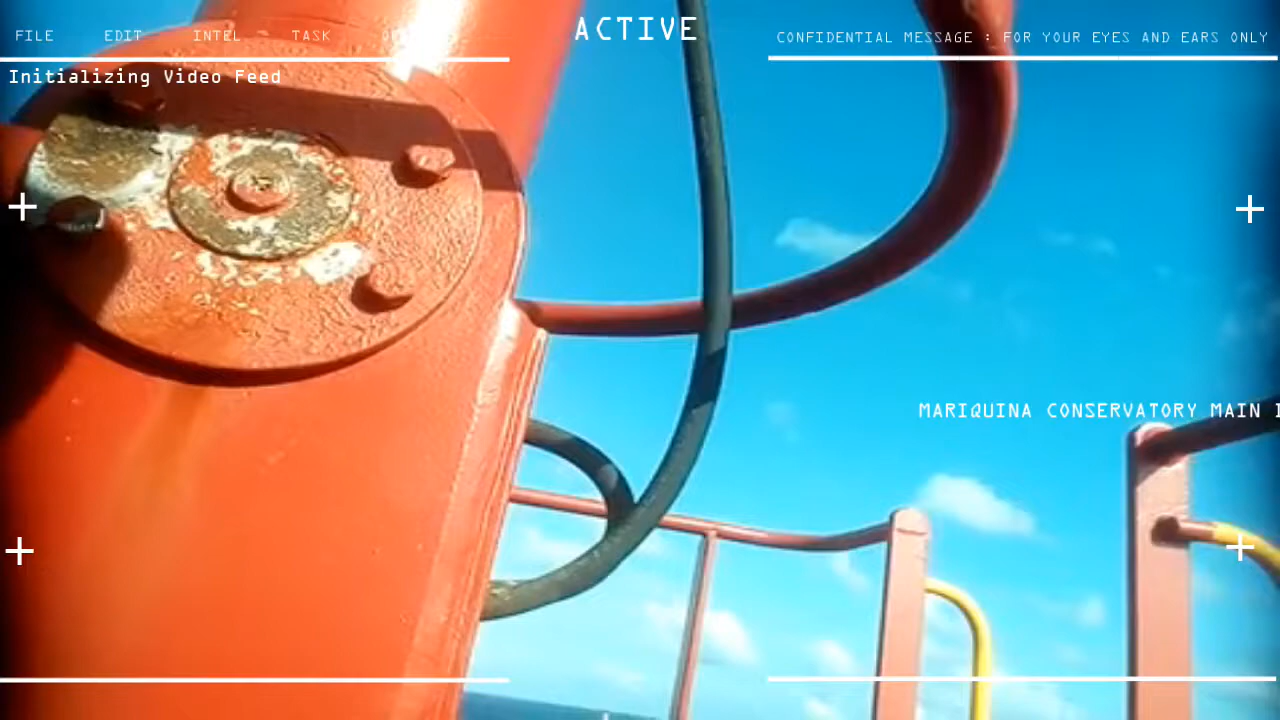 ACTIVE
FILE EDIT INTEL TASK
CONFIDENTIAL MESSAGE : FOR YOUR EYES AND EARS ONLY
Initializing Video Feed
MARIQUINA CONSERVATORY MAIN